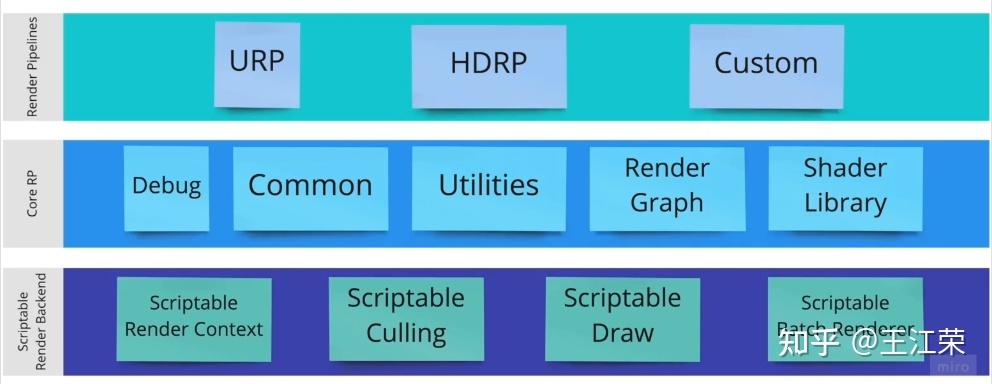 Render Pipelines
URP
HDRP
Custom
Core RP
Debug
Common
Utilities
Render
Graph
Shader
Library
Scriptable
Render Backend
Scriptable
Render Context
Scriptable
Culling
Scriptable
Draw
Scriptable
Batch Renderer
知乎 @王江荣
miro